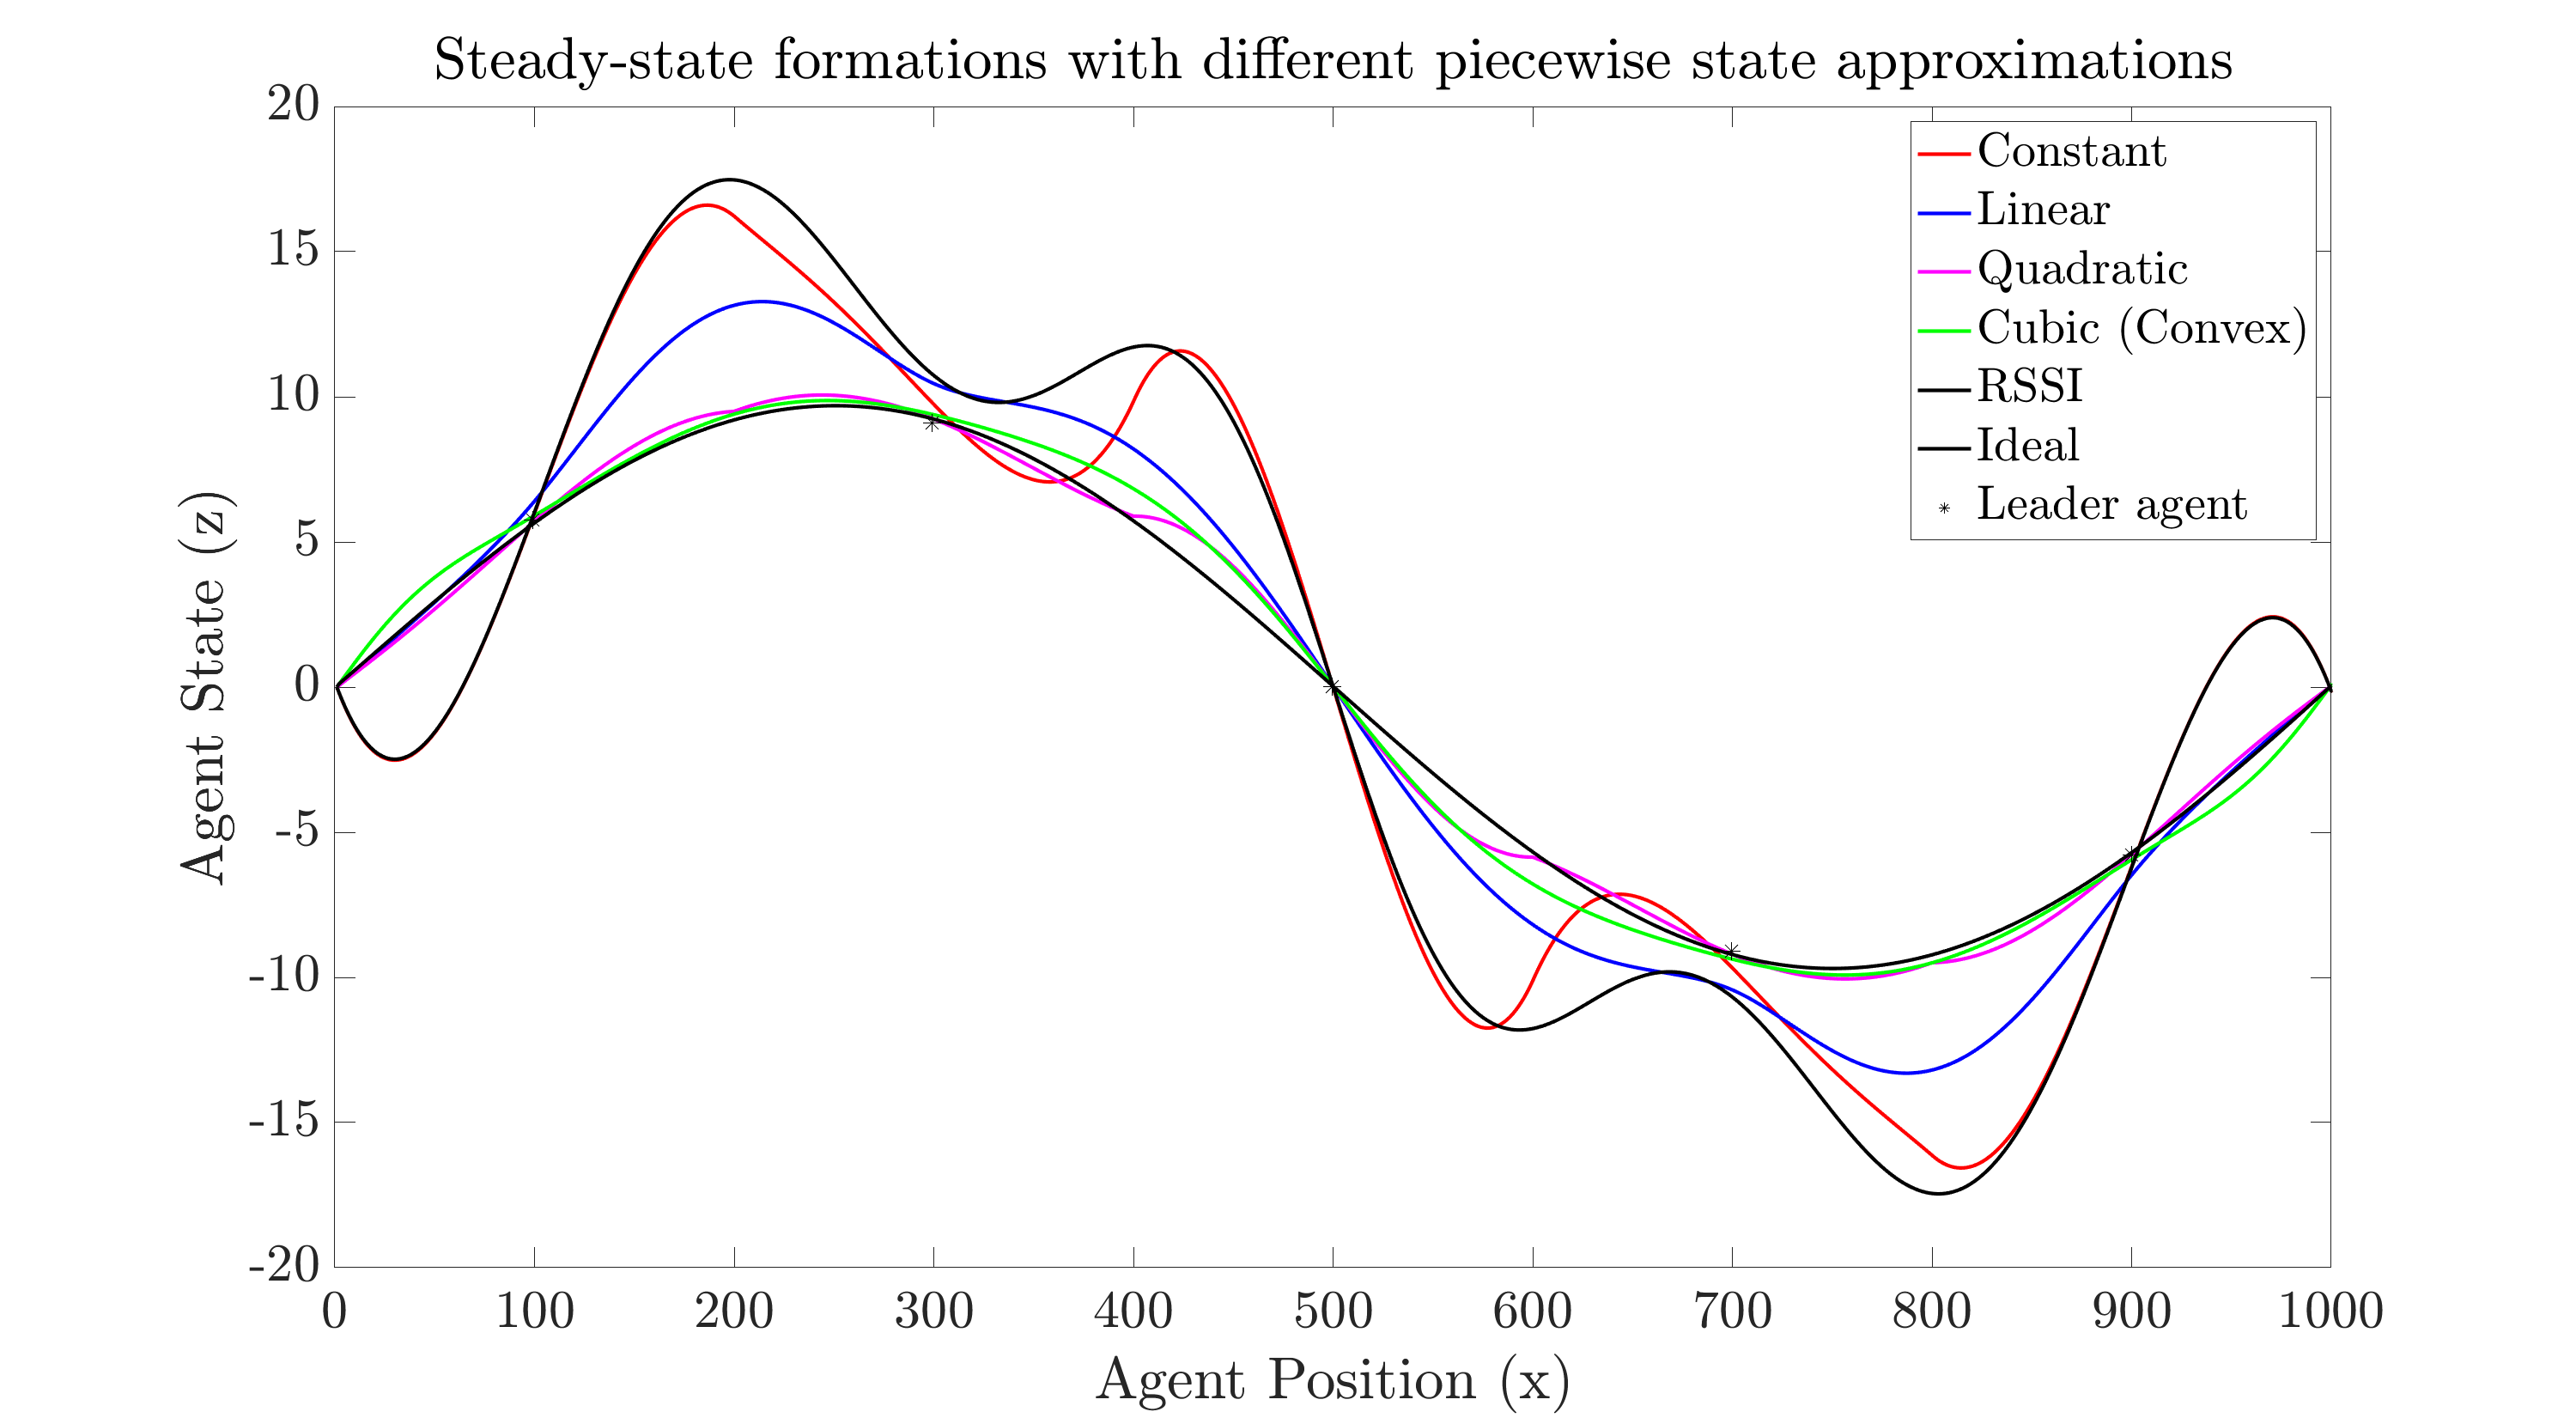 Steady-state formations with different piecewise state approximations
20
15
10
5
0
-5
-10
-15
-20
Agent State (z)
Constant
Linear
Quadratic
Cubic (Convex)
RSSI
Ideal
Leader agent
0 100 200 300 400 500 600 700 800 900 1000
Agent Position (x)